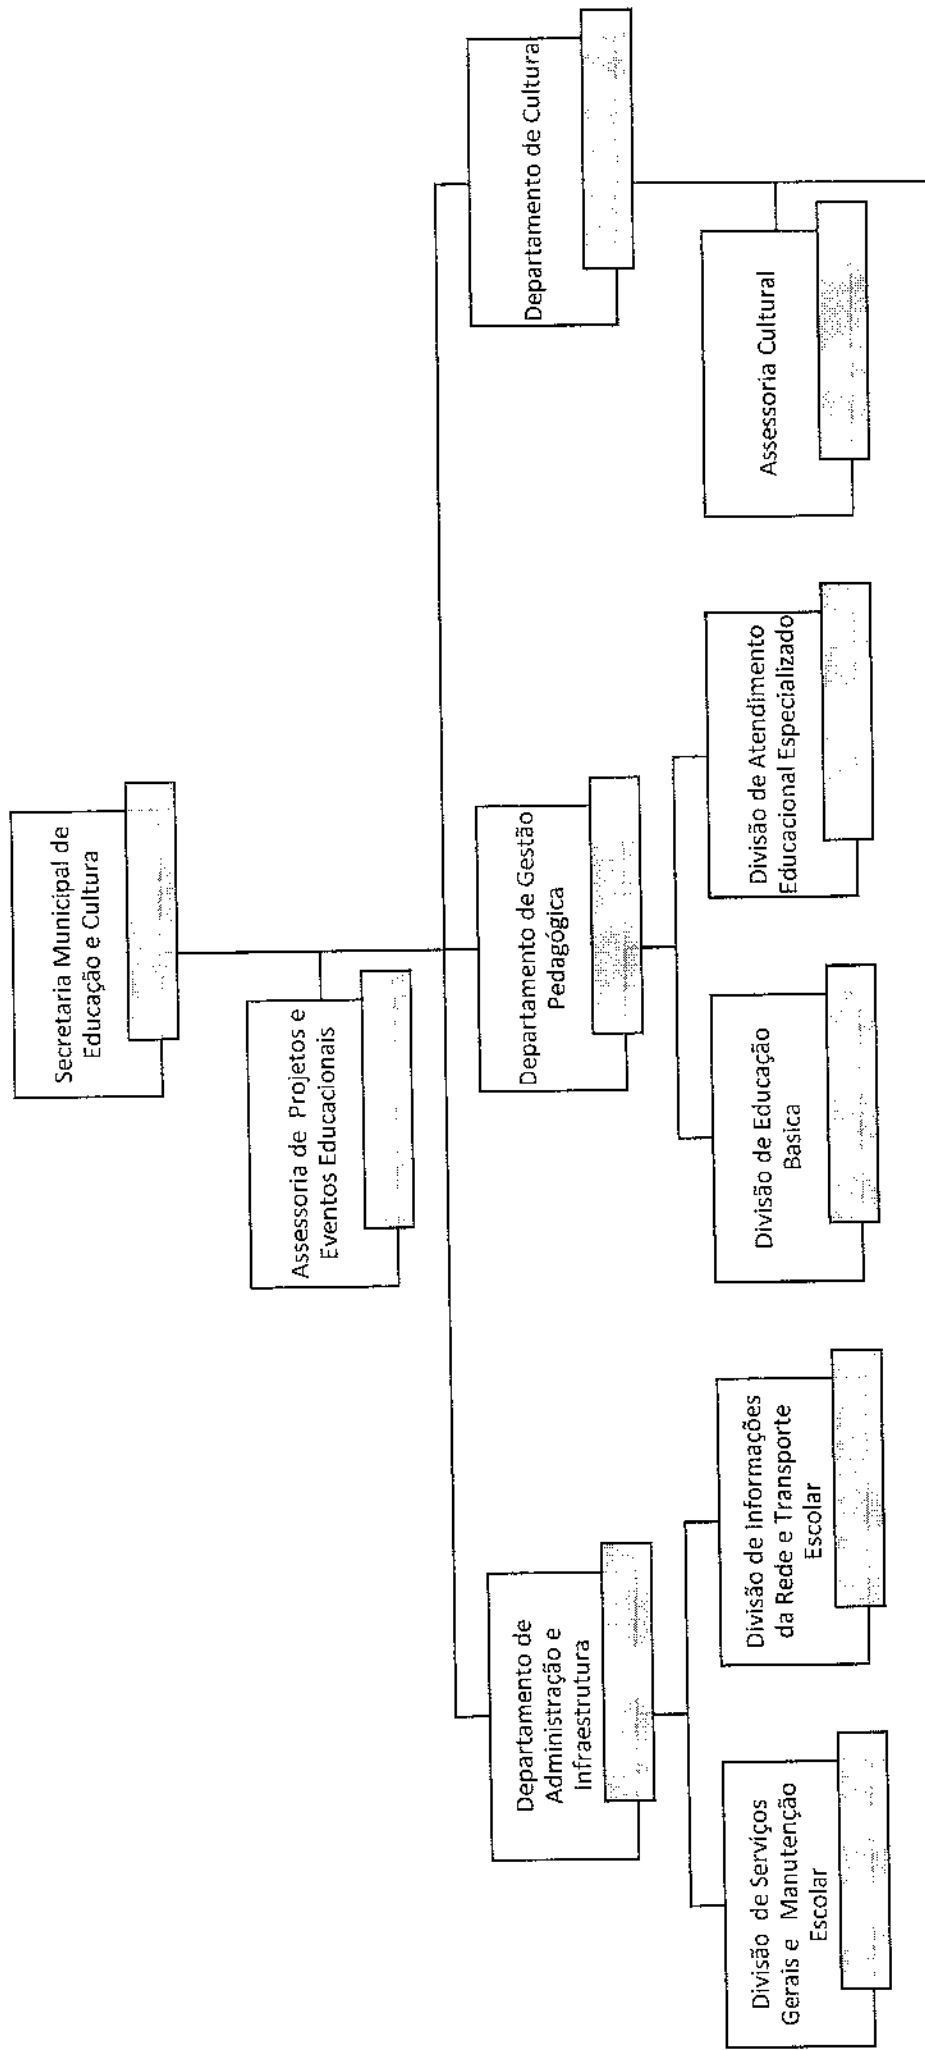 Secretaria Municipal de
Educação e Cultura
Assessoria de Projetos e
Eventos Educacionais
Departamento de
Administração e
Infraestrutura
Departamento de Gestão
Pedagógica
Departamento de Cultura
Divisão de Serviços
Gerais e Manutenção
Escolar
Divisão de Informações
da Rede e Transporte
Escolar
Divisão de Educação
Basica
Divisão de Atendimento
Educacional Especializado
Assessoria Cultural